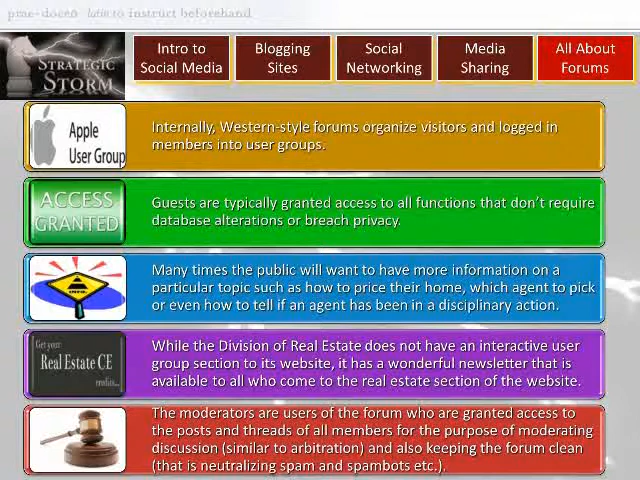 prae-doceō latin to instruct beforehand
STRATEGIC
STORM
Intro to
Social Media
Blogging
Sites
Social
Networking
Media
Sharing
All About
Forums
Apple
User Group
Internally, Western-style forums organize visitors and logged in
members into user groups.
ACCESS
GRANTED
Guests are typically granted access to all functions that don't require
database alterations or breach privacy.
INFO.
Many times the public will want to have more information on a
particular topic such as how to price their home, which agent to pick
or even how to tell if an agent has been in a disciplinary action.
Get your
Real Estate CE
credits...
While the Division of Real Estate does not have an interactive user
group section to its website, it has a wonderful newsletter that is
available to all who come to the real estate section of the website.
The moderators are users of the forum who are granted access to
the posts and threads of all members for the purpose of moderating
discussion (similar to arbitration) and also keeping the forum clean
(that is neutralizing spam and spambots etc.).